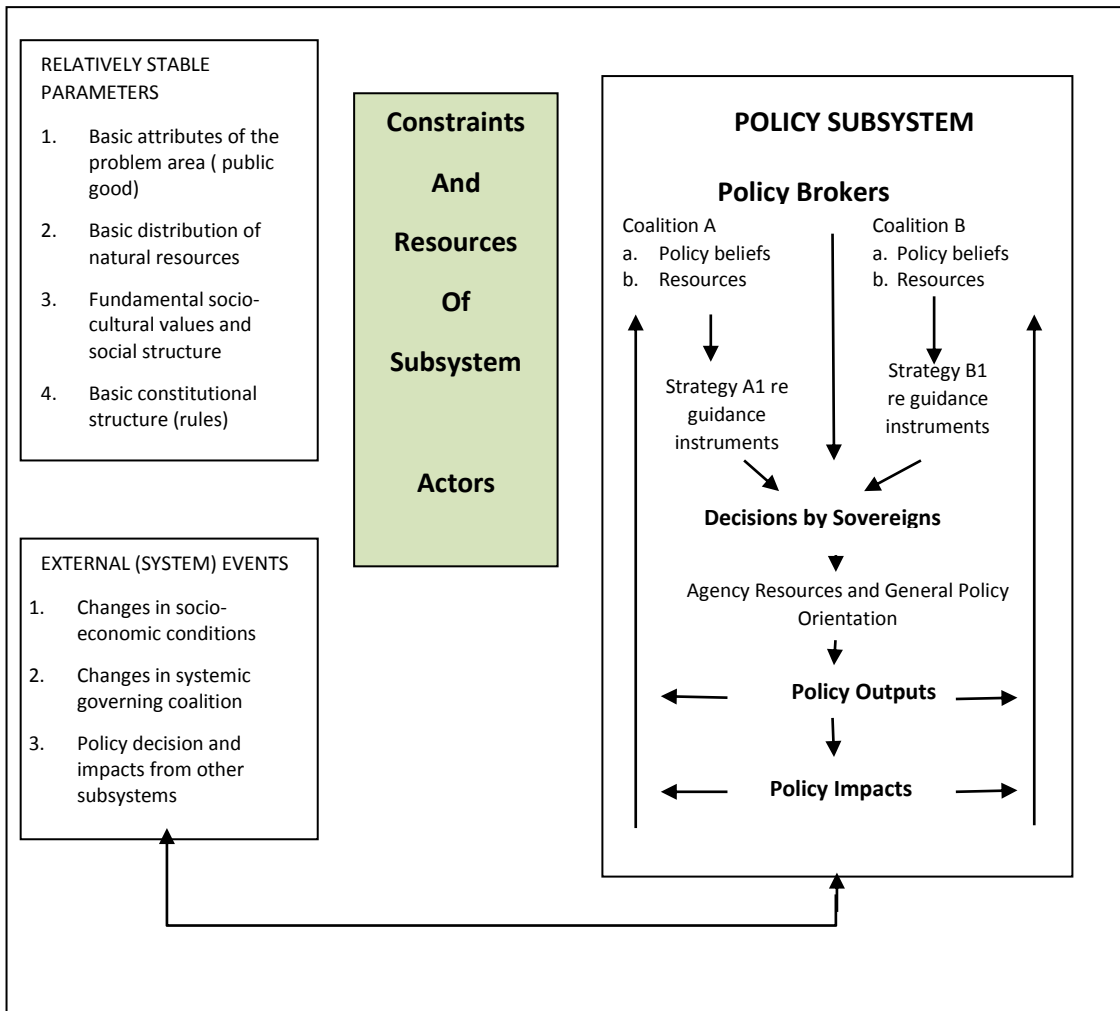 RELATIVELY STABLE
PARAMETERS
1. Basic attributes of the
problem area ( public
good)
2. Basic distribution of
natural resources
3. Fundamental socio-
cultural values and
social structure
4. Basic constitutional
structure (rules)
EXTERNAL (SYSTEM) EVENTS
1. Changes in socio-
economic conditions
2. Changes in systemic
governing coalition
3. Policy decision and
impacts from other
subsystems
Constraints
And
Resources
Of
Subsystem
Actors
POLICY SUBSYSTEM
Policy Brokers
Coalition A
a. Policy beliefs
b. Resources
Coalition B
a. Policy beliefs
b. Resources
Strategy A1 re
guidance
instruments
Strategy B1
re guidance
instruments
Decisions by Sovereigns
Agency Resources and General Policy
Orientation
Policy Outputs
Policy Impacts